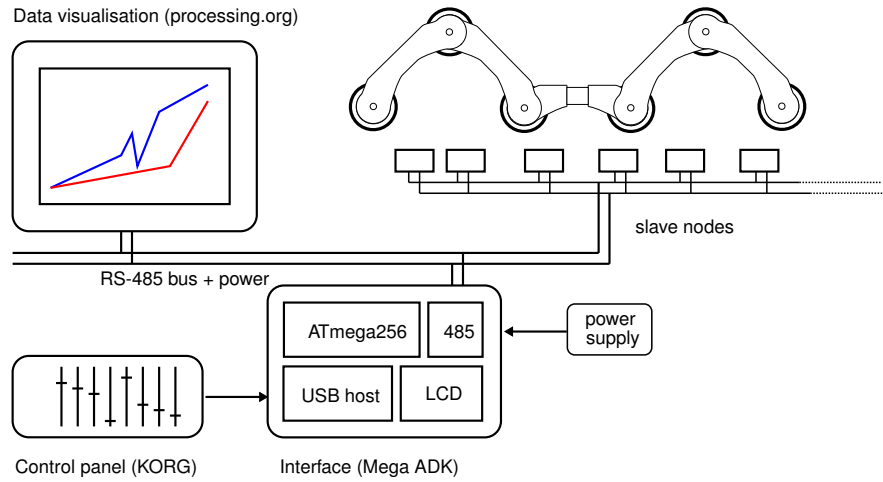 Data visualisation (processing.org)
slave nodes
RS-485 bus + power
ATmega256
485
power
supply
USB host
LCD
Control panel (KORG)
Interface (Mega ADK)